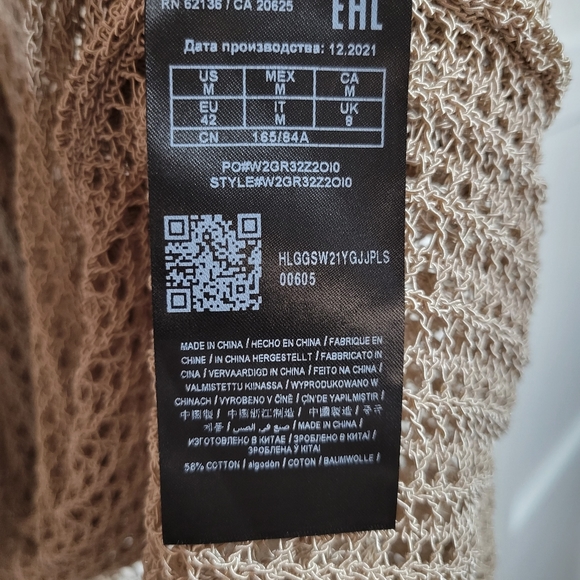 RN 62136 / CA 20625
EAC
Дата производства: 12.2021
US M MEX M CA M
EU 42 IT M UK 8
CN 165/84A
PO#W2GR32Z2OI0
STYLE#W2GR32Z2OI0
HLGGSW21YGJJPLS
00605
MADE IN CHINA / HECHO EN CHINA / FABRIQUE EN
CHINE / IN CHINA HERGESTELLT / FABBRICATO IN
CINA / VERVAARDIGD IN CHINA / FEITO NA CHINA /
VALMISTETTU KIINASSA / WYPRODUKOWANO W
CHINACH / VYROBENO V ČÍNĚ / ÇİN'DE YAPILMIŞTIR /
中国製 / 中国浙江制造 / 中國製造 / 중국
제품 / صنع في الصين / MADE IN CHINA /
ИЗГОТОВЛЕНО В КИТАЕ / ЗРОБЛЕНО В КИТАЇ /
ЗРОБЛЕНА Ў КІТАІ
58% COTTON / algodón / COTON / BAUMWOLLE /